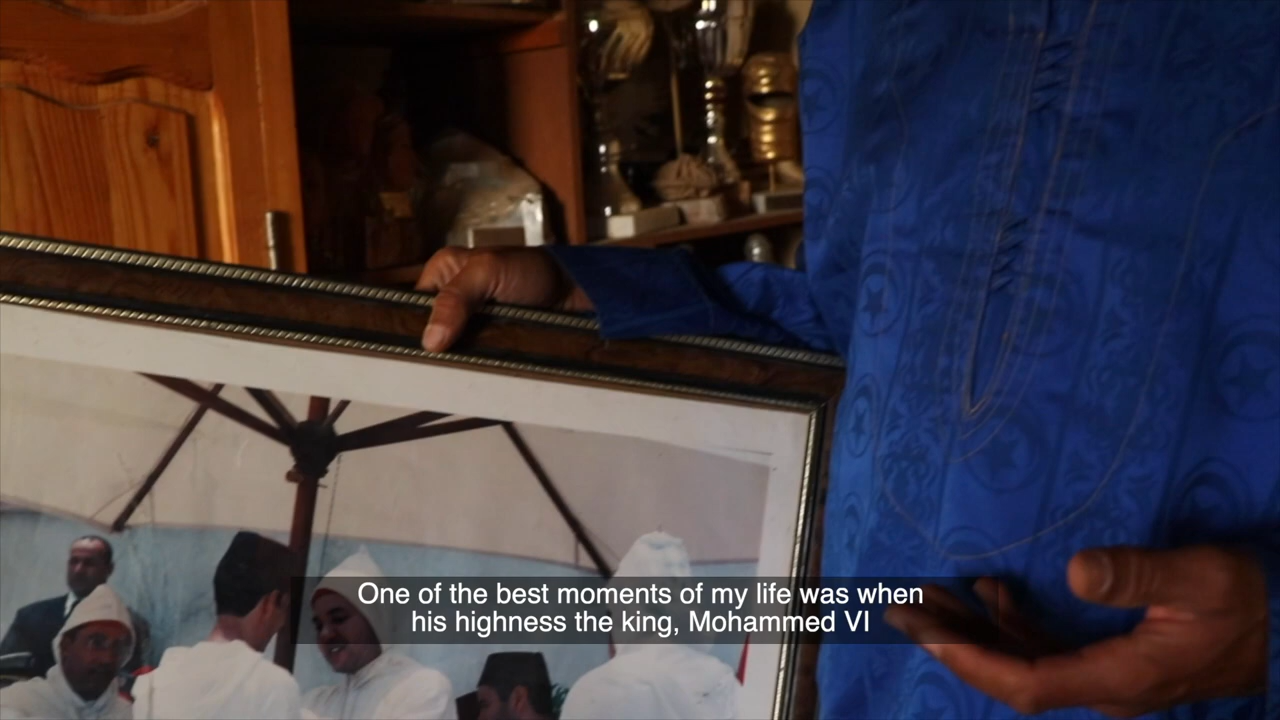 One of the best moments of my life was when
his highness the king, Mohammed VI